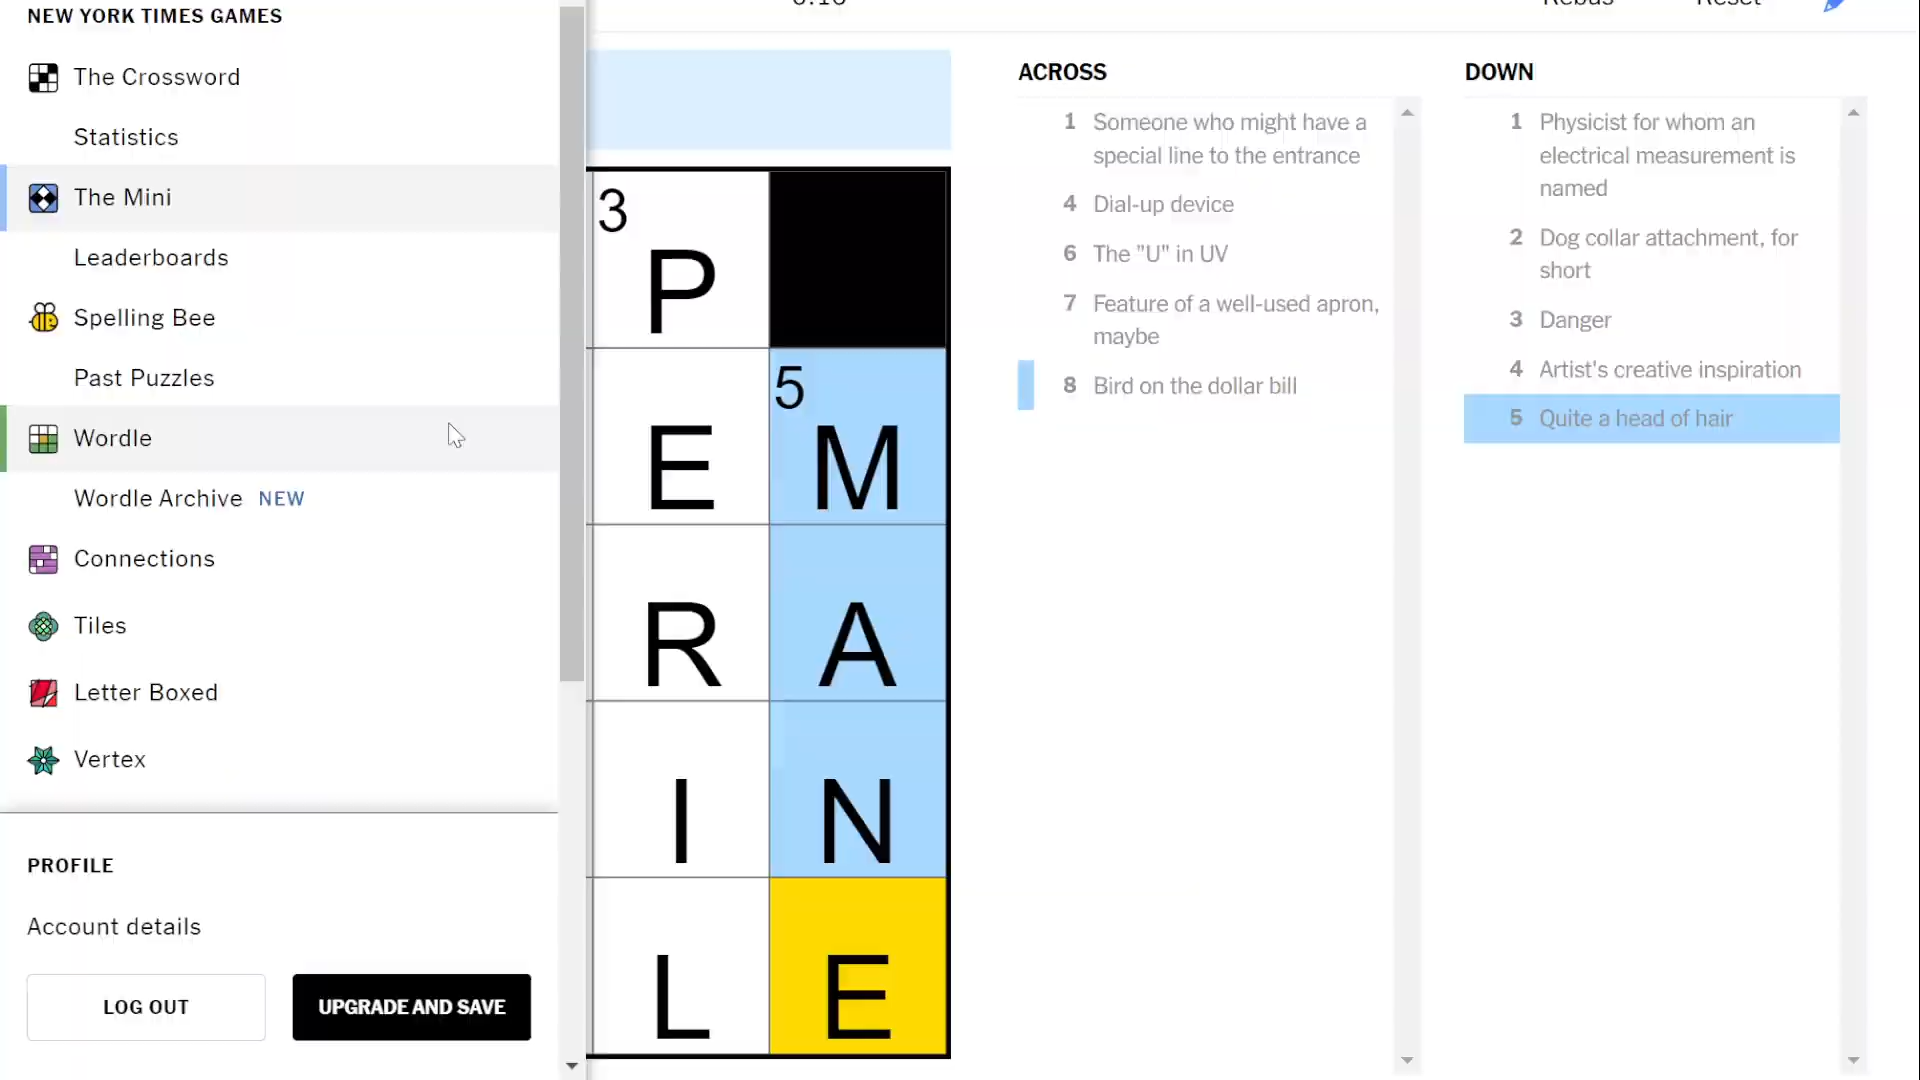 NEW YORK TIMES GAMES
The Crossword
Statistics
The Mini
Leaderboards
Spelling Bee
Past Puzzles
Wordle
Wordle Archive NEW
Connections
Tiles
Letter Boxed
Vertex
PROFILE
Account details
LOG OUT
UPGRADE AND SAVE
Rebus
Reset
3
P
5
E M
R A
I N
L E
ACROSS
1 Someone who might have a
special line to the entrance
4 Dial-up device
6 The "U" in UV
7 Feature of a well-used apron,
maybe
8 Bird on the dollar bill
DOWN
1 Physicist for whom an
electrical measurement is
named
2 Dog collar attachment, for
short
3 Danger
4 Artist's creative inspiration
5 Quite a head of hair